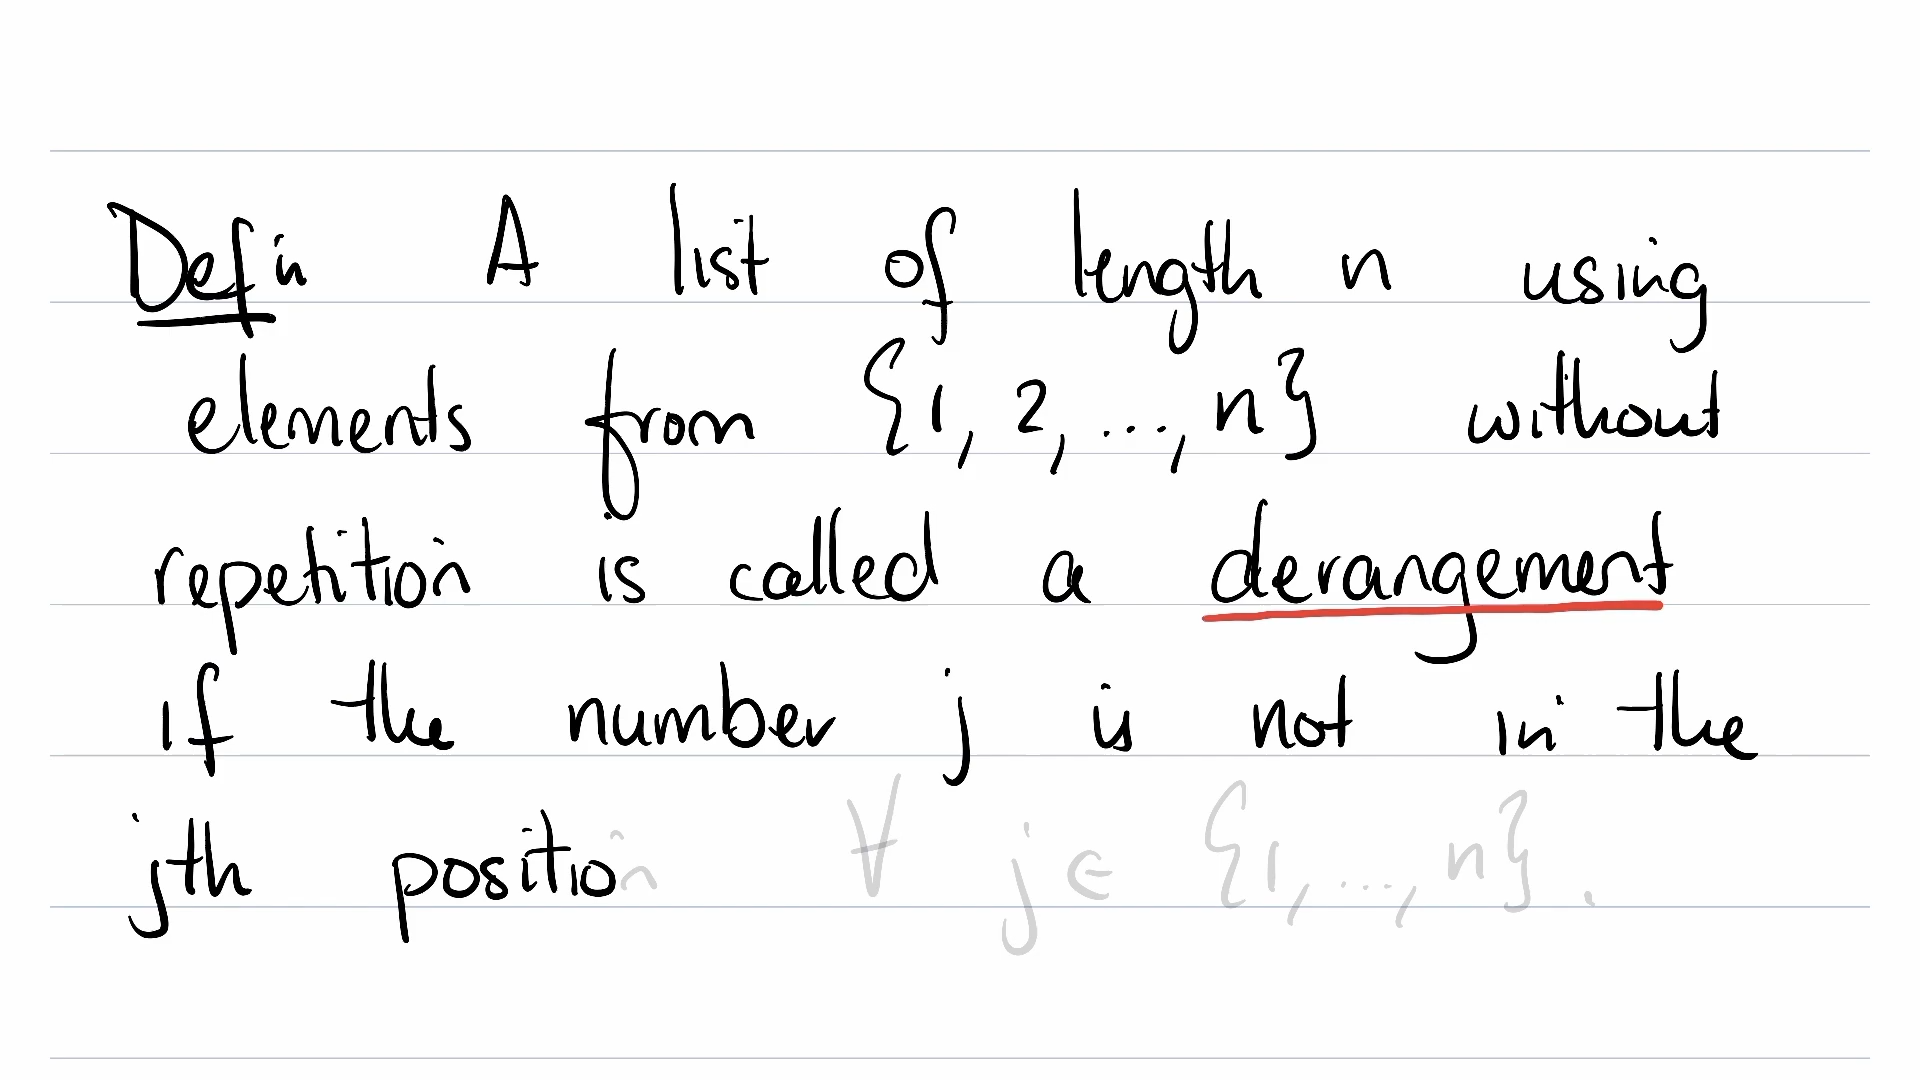 Defn A list of length n using
elements from {1, 2, ..., n} without
repetition is called a derangement
if the number j is not in the
jth position ∀ j ∈ {1, ..., n}.